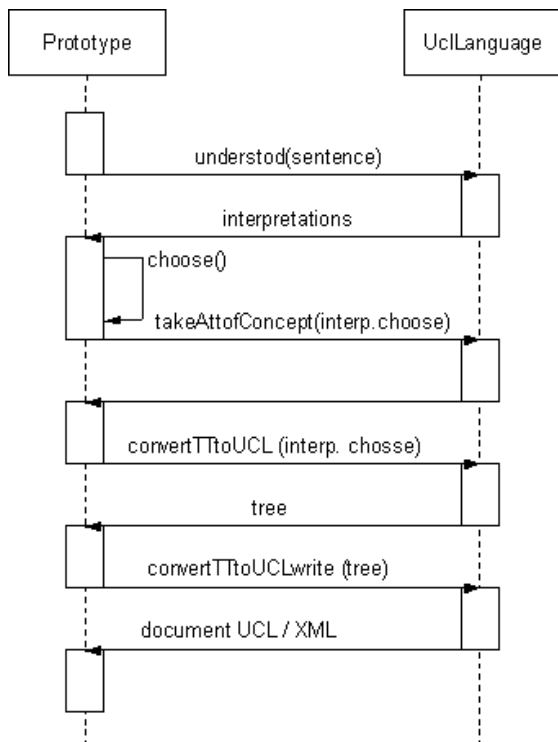 Prototype
UclLanguage
understod(sentence)
interpretations
choose()
takeAttofConcept(interp.choose)
convertTTtoUCL (interp. chosse)
tree
convertTTtoUCLwrite (tree)
document UCL / XML